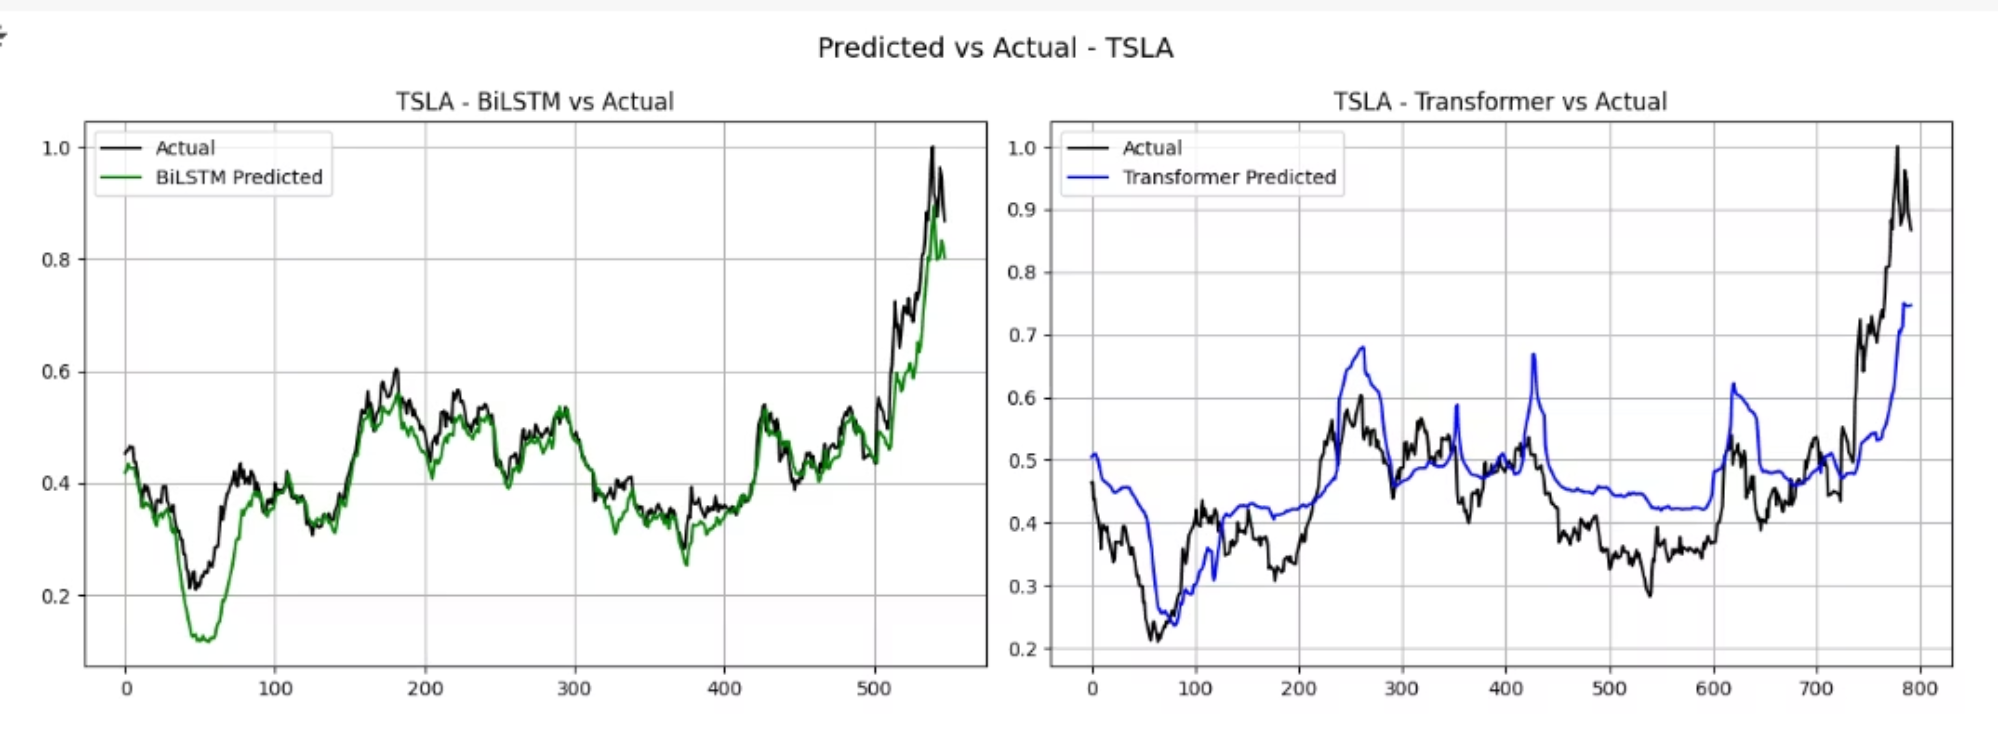 Predicted vs Actual - TSLA
TSLA - BiLSTM vs Actual
Actual
BiLSTM Predicted
1.0
0.8
0.6
0.4
0.2
0 100 200 300 400 500
TSLA - Transformer vs Actual
Actual
Transformer Predicted
1.0
0.9
0.8
0.7
0.6
0.5
0.4
0.3
0.2
0 100 200 300 400 500 600 700 800